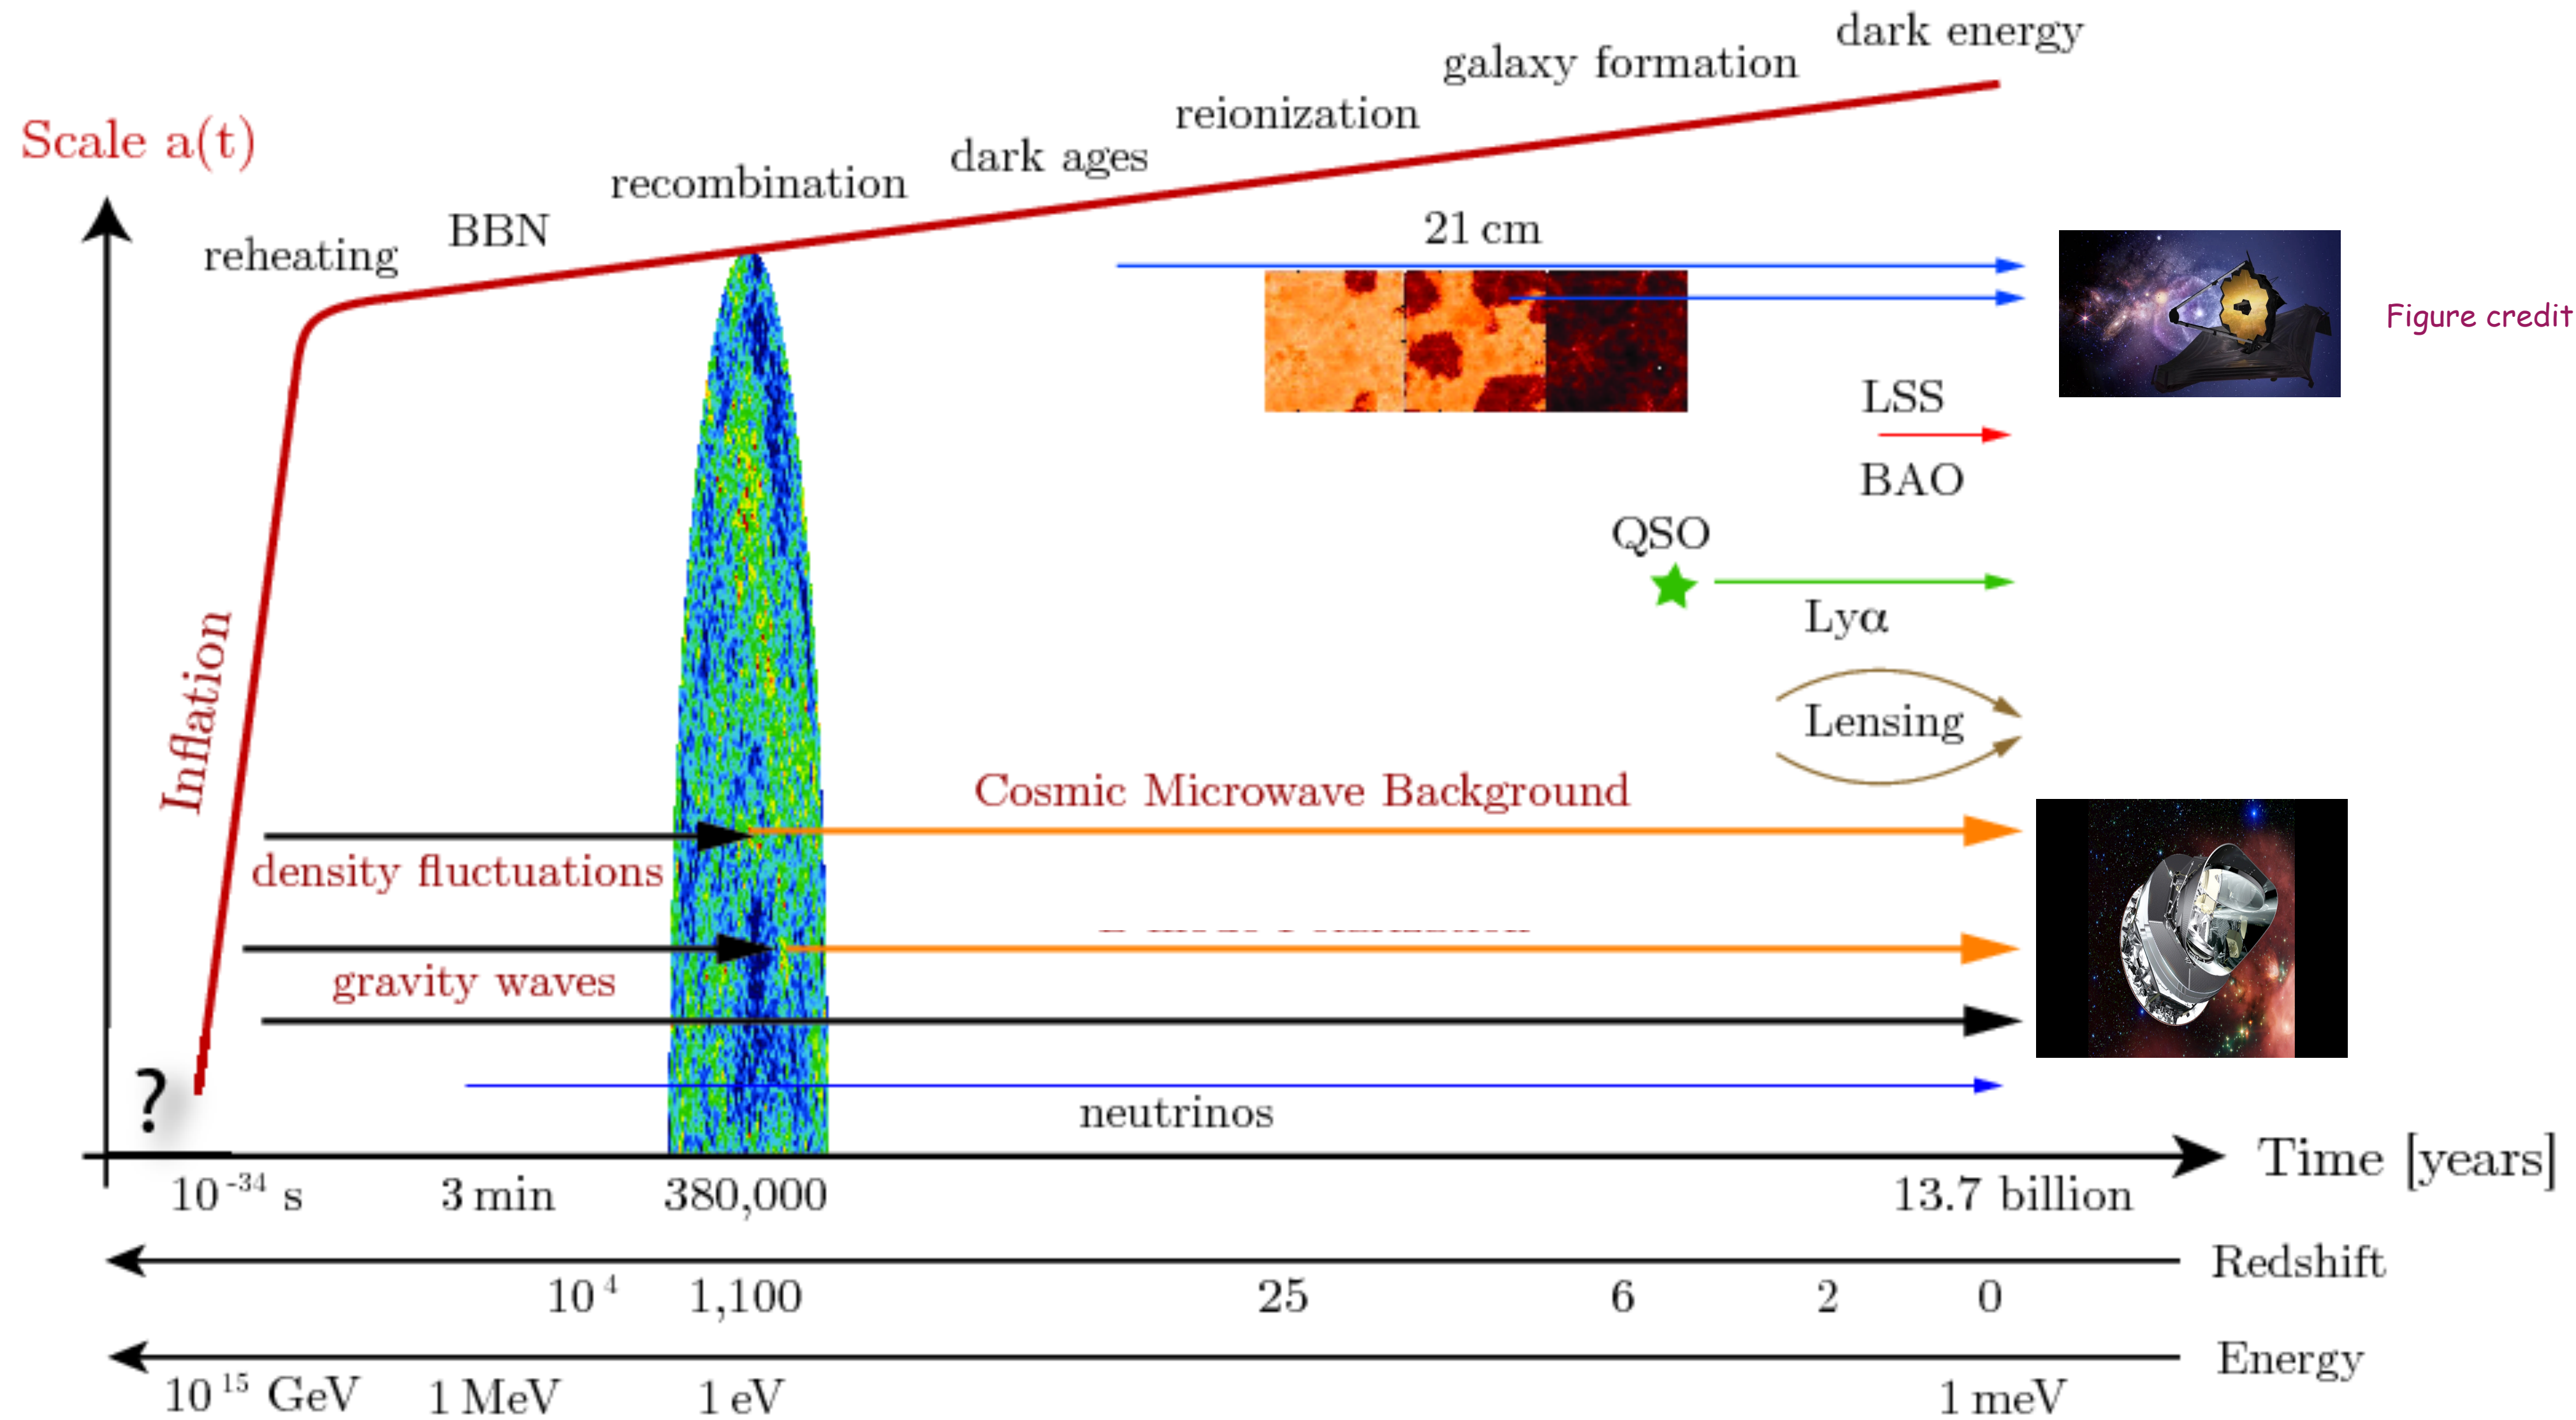 dark energy
galaxy formation
reionization
Scale a(t)
dark ages
recombination
BBN
reheating
21 cm
Figure credit
LSS
BAO
QSO
Lyα
Inflation
Lensing
Cosmic Microwave Background
density fluctuations
gravity waves
?
neutrinos
Time [years]
10⁻³⁴ s 3 min 380,000 13.7 billion
Redshift
10⁴ 1,100 25 6 2 0
Energy
10¹⁵ GeV 1 MeV 1 eV 1 meV